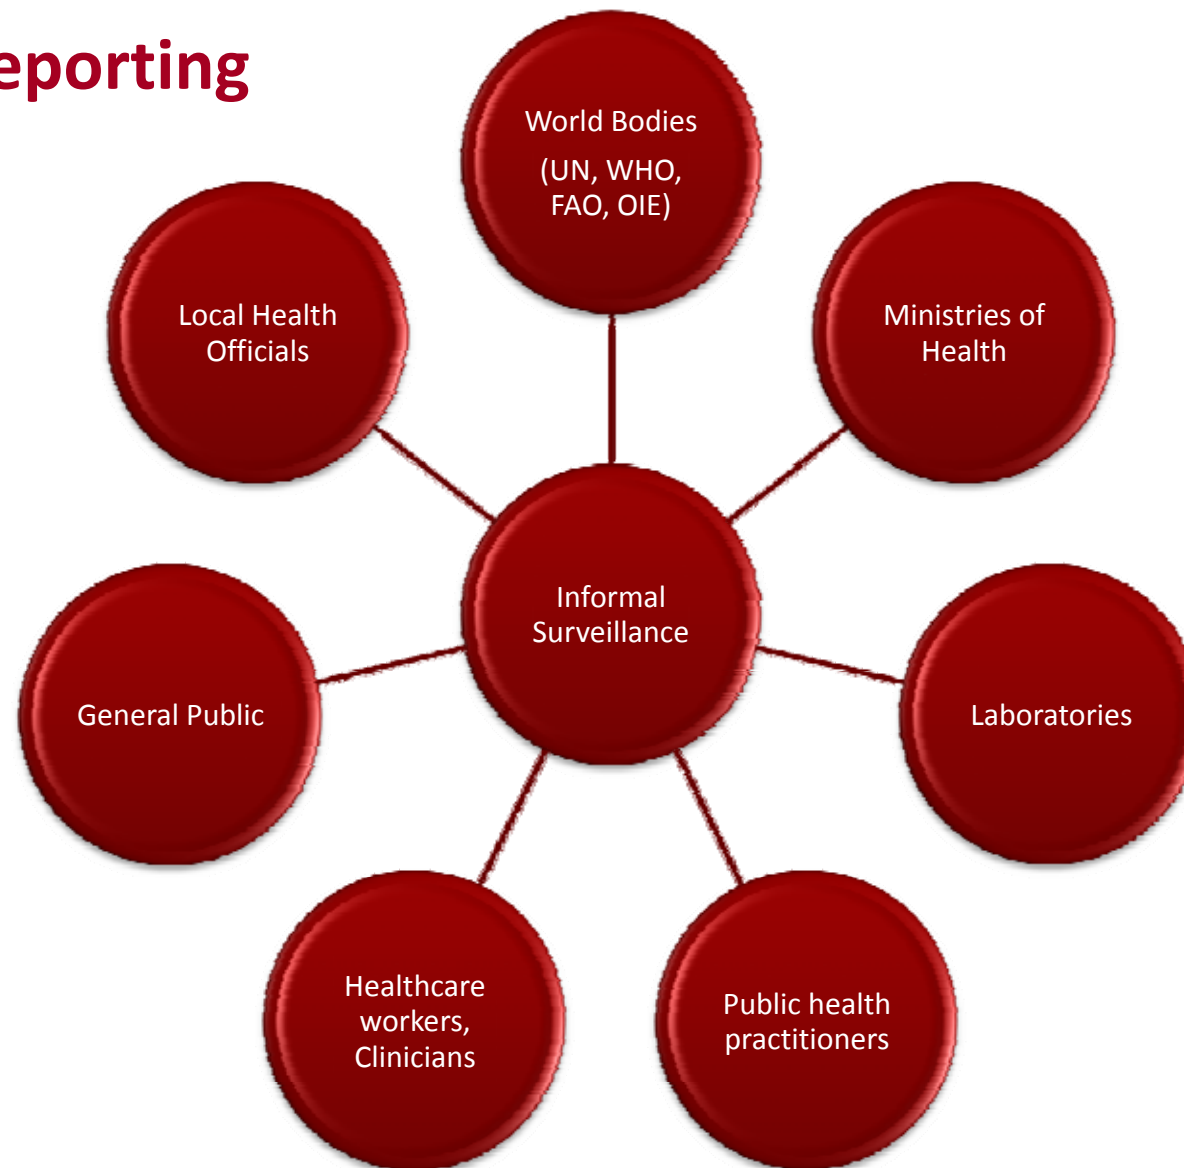 eporting
World Bodies
(UN, WHO,
FAO, OIE)
Local Health
Officials
Ministries of
Health
Informal
Surveillance
General Public
Laboratories
Healthcare
workers,
Clinicians
Public health
practitioners